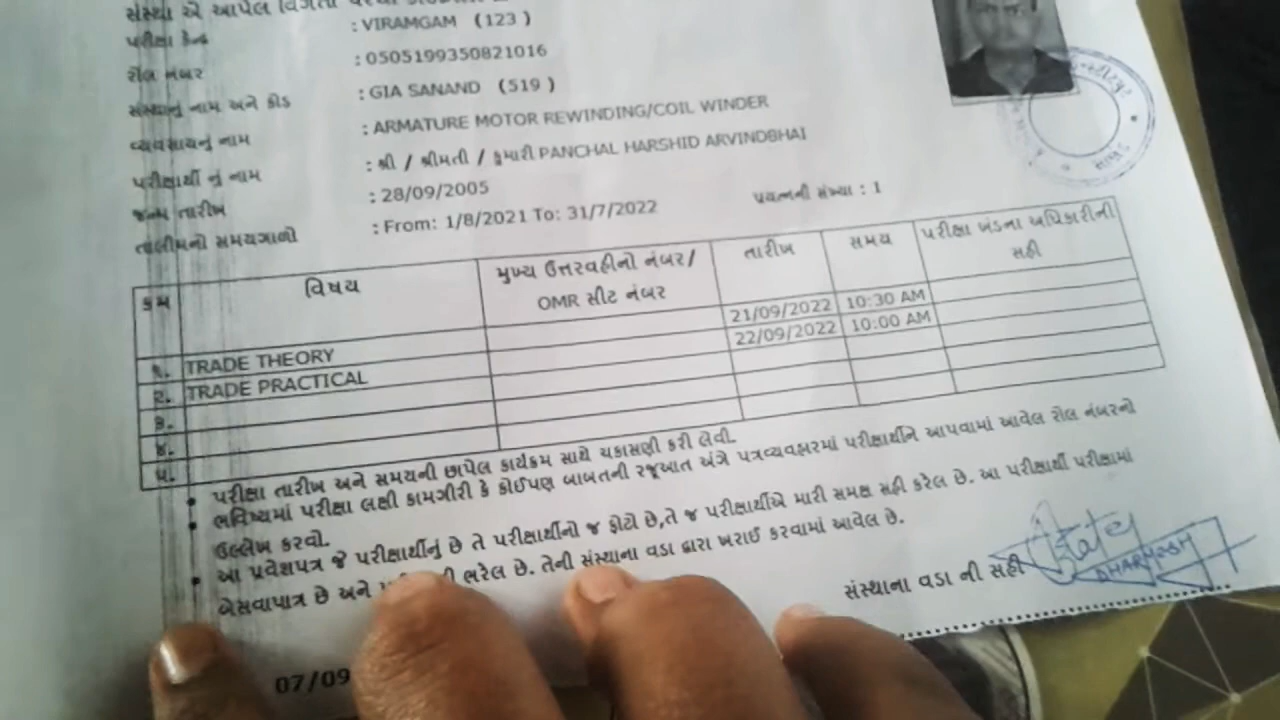 સંસ્થા એ આપેલ વિગતો
પરીક્ષા કેન્દ્ર : VIRAMGAM (123 )
રોલ નંબર : 0505199350821016
સંસ્થાનું નામ અને કોડ : GIA SANAND (519 )
વ્યવસાયનું નામ : ARMATURE MOTOR REWINDING/COIL WINDER
પરીક્ષાર્થી નું નામ : શ્રી / શ્રીમતી / કુમારી PANCHAL HARSHID ARVINDBHAI
જન્મ તારીખ : 28/09/2005
તાલીમનો સમયગાળો : From: 1/8/2021 To: 31/7/2022 પ્રયત્નની સંખ્યા : 1
ક્રમ વિષય મુખ્ય ઉત્તરવહીનો નંબર/ તારીખ સમય પરીક્ષા ખંડના અધિકારીની
OMR સીટ નંબર સહી
૧. TRADE THEORY 21/09/2022 10:30 AM
૨. TRADE PRACTICAL 22/09/2022 10:00 AM
૩.
૪.
૫.
• પરીક્ષા તારીખ અને સમયની છાપેલ કાર્યક્રમ સાથે ચકાસણી કરી લેવી.
• ભવિષ્યમાં પરીક્ષા લક્ષી કામગીરી કે કોઈપણ બાબતની રજૂઆત અંગે પત્રવ્યવહારમાં પરીક્ષાર્થીને આપવામાં આવેલ રોલ નંબરનો
ઉલ્લેખ કરવો.
• આ પ્રવેશપત્ર જે પરીક્ષાર્થીનું છે તે પરીક્ષાર્થીનો જ ફોટો છે,તે જ પરીક્ષાર્થીએ મારી સમક્ષ સહી કરેલ છે. આ પરીક્ષાર્થી પરીક્ષામાં
બેસવાપાત્ર છે અને ભરેલ છે. તેની સંસ્થાના વડા દ્વારા ખરાઈ કરવામાં આવેલ છે.
સંસ્થાના વડા ની સહી
07/09